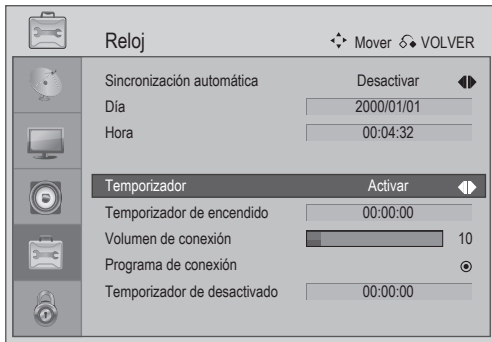 Reloj Mover VOLVER
Sincronización automática Desactivar
Día 2000/01/01
Hora 00:04:32
Temporizador Activar
Temporizador de encendido 00:00:00
Volumen de conexión 10
Programa de conexión
Temporizador de desactivado 00:00:00